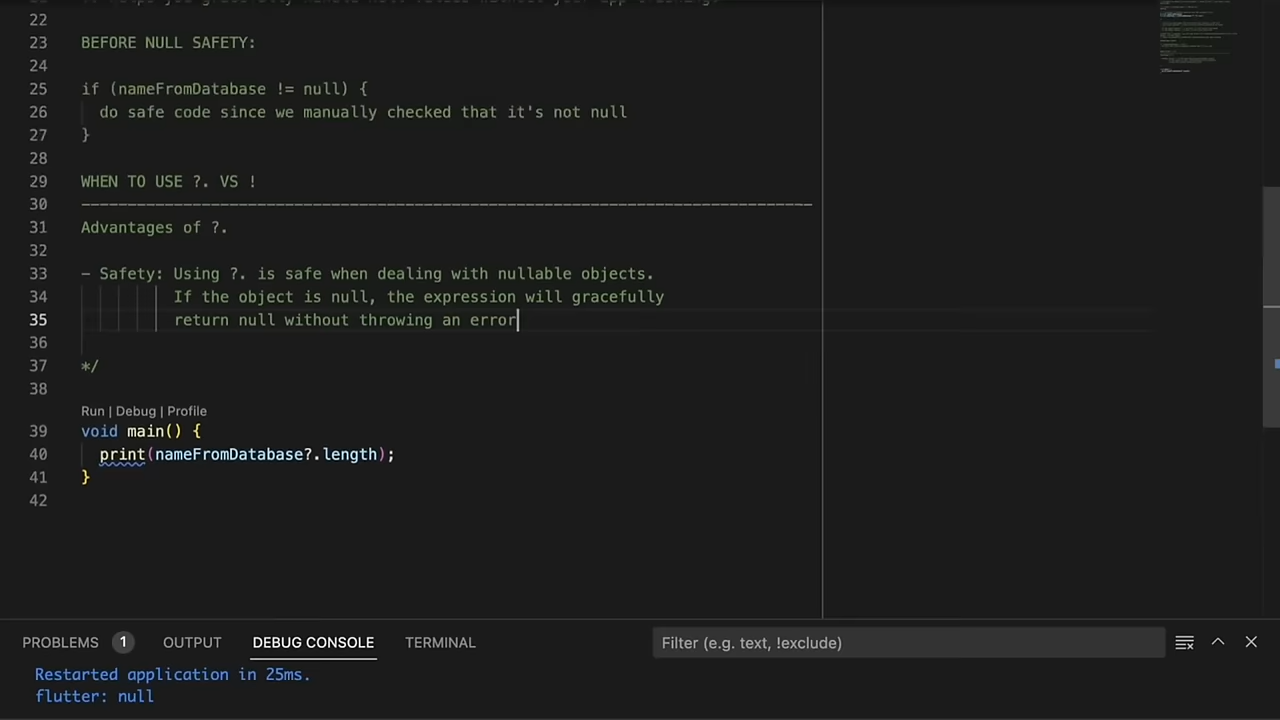 22
23 BEFORE NULL SAFETY:
24
25 if (nameFromDatabase != null) {
26 do safe code since we manually checked that it's not null
27 }
28
29 WHEN TO USE ?. VS !
30 -------------------------------------------------------------------------------
31 Advantages of ?.
32
33 - Safety: Using ?. is safe when dealing with nullable objects.
34 If the object is null, the expression will gracefully
35 return null without throwing an error
36
37 */
38
Run | Debug | Profile
39 void main() {
40 print(nameFromDatabase?.length);
41 }
42
PROBLEMS 1 OUTPUT DEBUG CONSOLE TERMINAL Filter (e.g. text, !exclude)
Restarted application in 25ms.
flutter: null